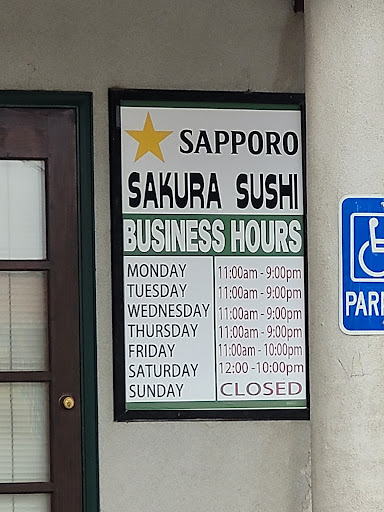 SAPPORO
SAKURA SUSHI
BUSINESS HOURS
MONDAY 11:00am - 9:00pm
TUESDAY 11:00am - 9:00pm
WEDNESDAY 11:00am - 9:00pm
THURSDAY 11:00am - 9:00pm
FRIDAY 11:00am - 10:00pm
SATURDAY 12:00 - 10:00pm
SUNDAY CLOSED
PAR